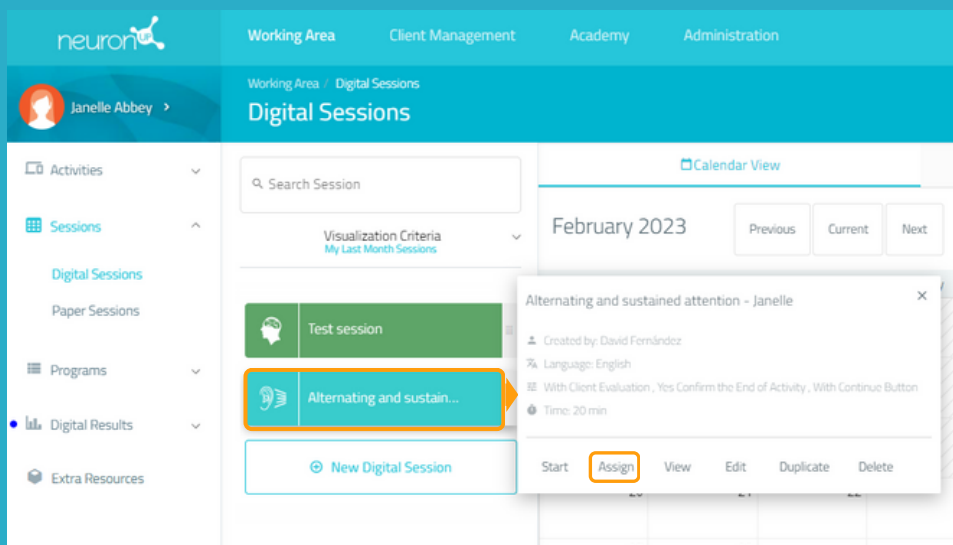 neuronUP
Working Area Client Management Academy Administration
Janelle Abbey
Working Area / Digital Sessions
Digital Sessions
Activities
Sessions
Digital Sessions
Paper Sessions
Programs
Digital Results
Extra Resources
Search Session
Visualization Criteria
My Last Month Sessions
Test session
Alternating and sustain...
New Digital Session
Calendar View
February 2023
Previous Current Next
Alternating and sustained attention - Janelle
Created by: David Fernández
Language: English
With Client Evaluation , Yes Confirm the End of Activity , With Continue Button
Time: 20 min
Start Assign View Edit Duplicate Delete